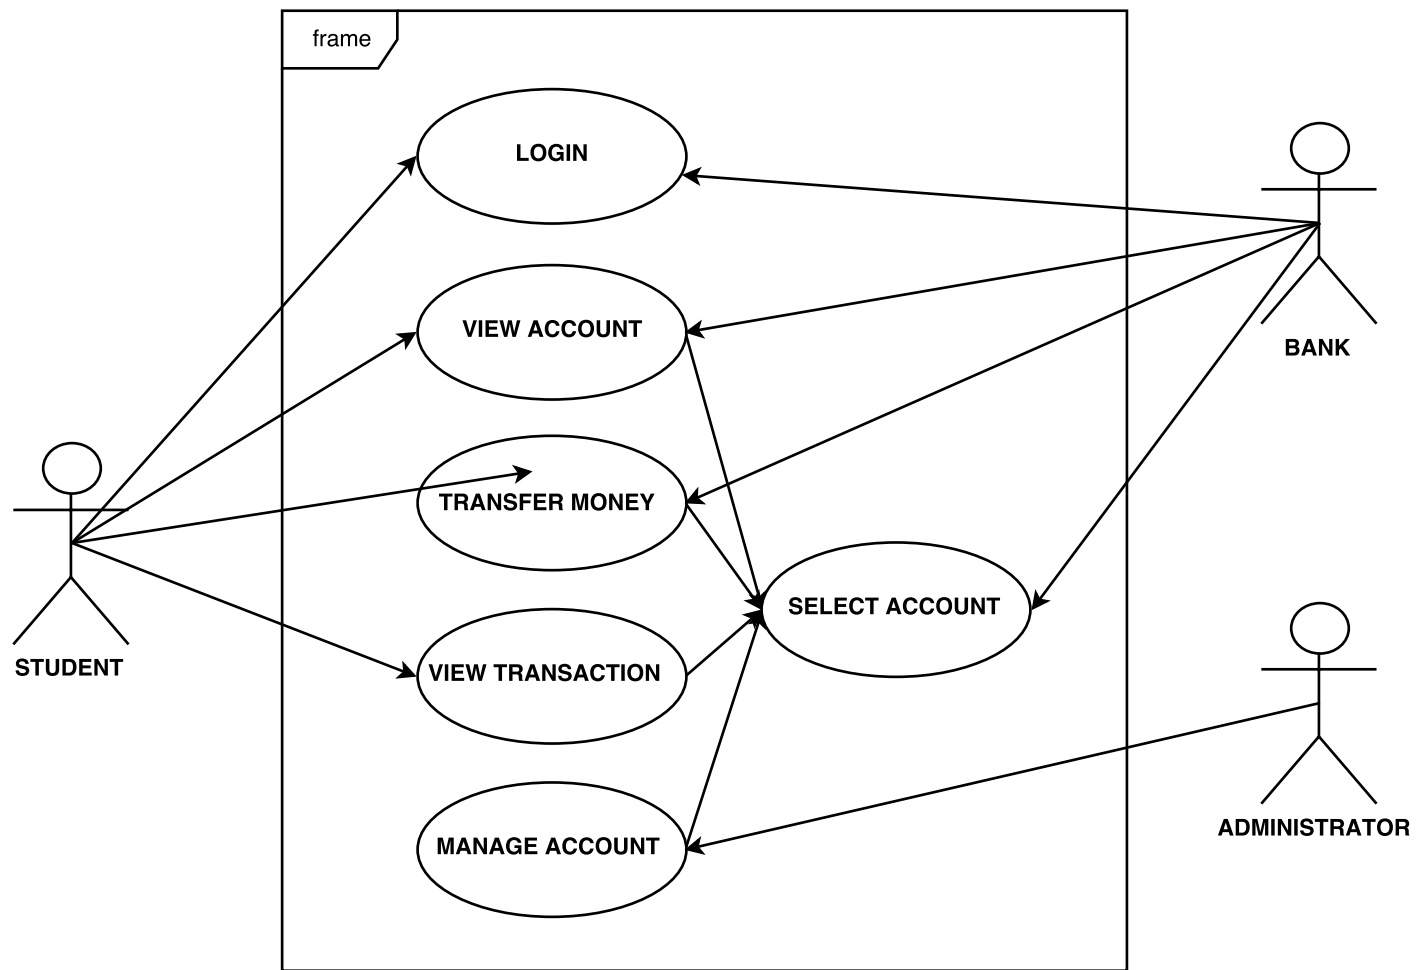 frame
LOGIN
VIEW ACCOUNT
BANK
TRANSFER MONEY
SELECT ACCOUNT
STUDENT
VIEW TRANSACTION
ADMINISTRATOR
MANAGE ACCOUNT